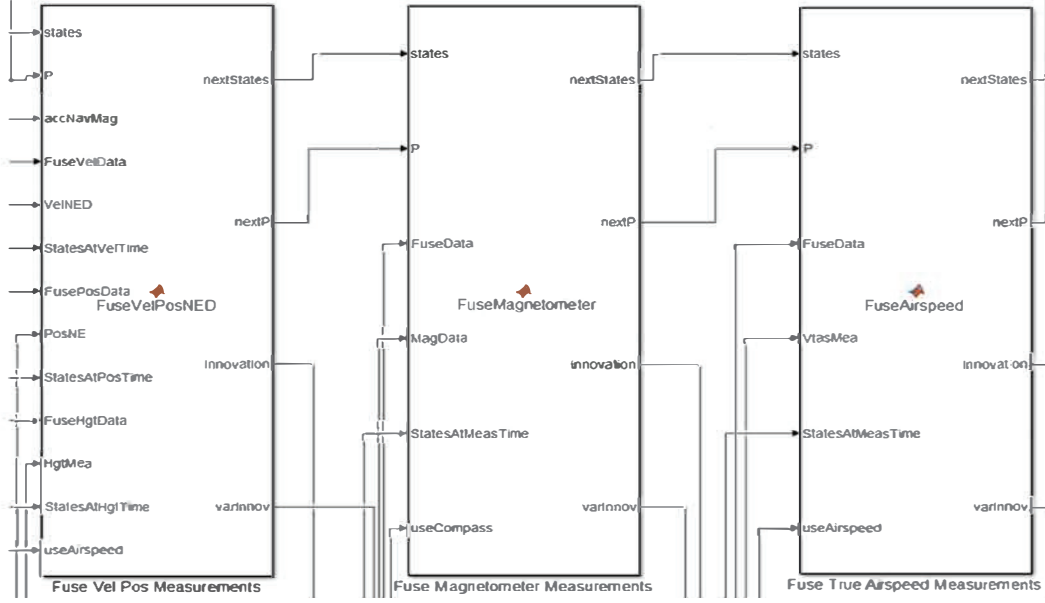 states
P
accNavMag
FuseVelData
VelNED
StatesAtVelTime
FusePosData
FuseVelPosNED
PosNE
StatesAtPosTime
FuseHgtData
HgtMea
StatesAtHgtTime
useAirspeed
nextStates
nextP
innovation
varInnov
Fuse Vel Pos Measurements
states
P
FuseData
FuseMagnetometer
MagData
StatesAtMeasTime
useCompass
nextStates
nextP
innovation
varInnov
Fuse Magnetometer Measurements
states
P
FuseData
FuseAirspeed
VtasMea
StatesAtMeasTime
useAirspeed
nextStates
nextP
innovation
varInnov
Fuse True Airspeed Measurements